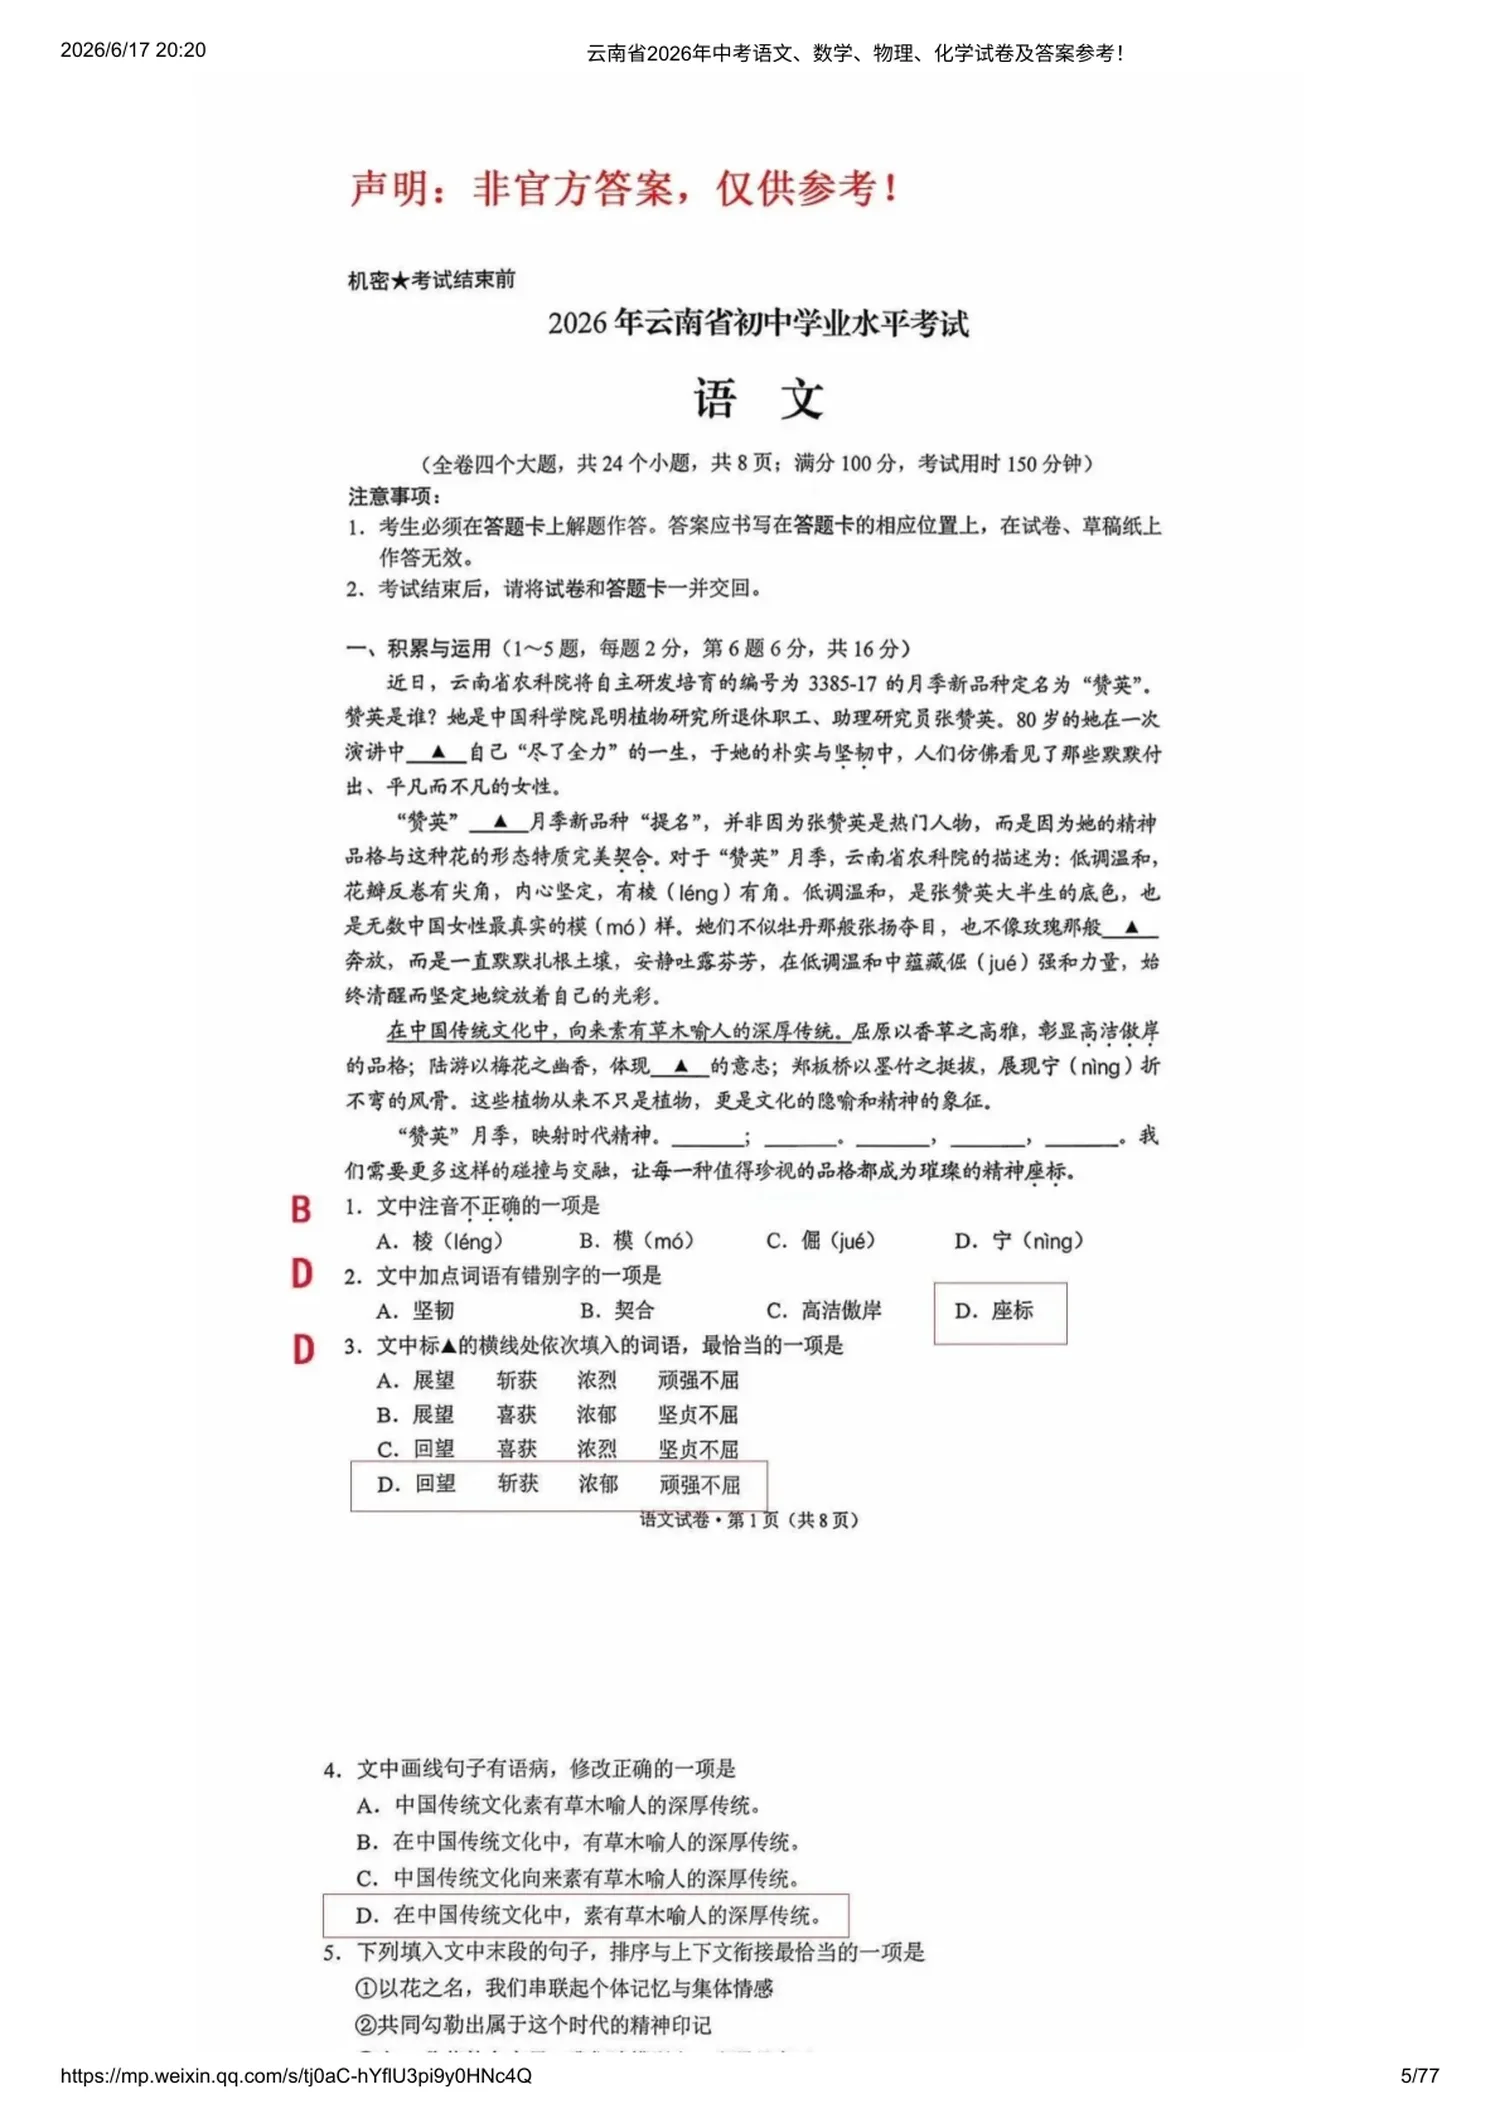 2026/6/17 20:20
云南省2026年中考语文、数学、物理、化学试卷及答案参考！
声明：非官方答案，仅供参考！
机密★考试结束前
2026年云南省初中学业水平考试
语 文
（全卷四个大题，共24个小题，共8页；满分100分，考试用时150分钟）
注意事项：
1．考生必须在答题卡上解题作答。答案应书写在答题卡的相应位置上，在试卷、草稿纸上
作答无效。
2．考试结束后，请将试卷和答题卡一并交回。
一、积累与运用（1～5题，每题2分，第6题6分，共16分）
近日，云南省农科院将自主研发培育的编号为 3385-17 的月季新品种定名为“赞英”。
赞英是谁？她是中国科学院昆明植物研究所退休职工、助理研究员张赞英。80岁的她在一次
演讲中__▲__自己“尽了全力”的一生，于她的朴实与坚韧中，人们仿佛看见了那些默默付
出、平凡而不凡的女性。
“赞英”__▲__月季新品种“提名”，并非因为张赞英是热门人物，而是因为她的精神
品格与这种花的形态特质完美契合。对于“赞英”月季，云南省农科院的描述为：低调温和，
花瓣反卷有尖角，内心坚定，有棱（léng）有角。低调温和，是张赞英大半生的底色，也
是无数中国女性最真实的模（mó）样。她们不似牡丹那般张扬夺目，也不像玫瑰那般__▲__
奔放，而是一直默默扎根土壤，安静吐露芬芳，在低调温和中蕴藏倔（jué）强和力量，始
终清醒而坚定地绽放着自己的光彩。
在中国传统文化中，向来素有草木喻人的深厚传统。屈原以香草之高雅，彰显高洁傲岸
的品格；陆游以梅花之幽香，体现__▲__的意志；郑板桥以墨竹之挺拔，展现宁（nìng）折
不弯的风骨。这些植物从来不只是植物，更是文化的隐喻和精神的象征。
“赞英”月季，映射时代精神。______；______。______，______，______。我
们需要更多这样的碰撞与交融，让每一种值得珍视的品格都成为璀璨的精神座标。
B 1．文中注音不正确的一项是
A．棱（léng） B．模（mó） C．倔（jué） D．宁（nìng）
D 2．文中加点词语有错别字的一项是
A．坚韧 B．契合 C．高洁傲岸 D．座标
D 3．文中标▲的横线处依次填入的词语，最恰当的一项是
A．展望 斩获 浓烈 顽强不屈
B．展望 喜获 浓郁 坚贞不屈
C．回望 喜获 浓烈 坚贞不屈
D．回望 斩获 浓郁 顽强不屈
语文试卷·第1页（共8页）
4．文中画线句子有语病，修改正确的一项是
A．中国传统文化素有草木喻人的深厚传统。
B．在中国传统文化中，有草木喻人的深厚传统。
C．中国传统文化向来素有草木喻人的深厚传统。
D．在中国传统文化中，素有草木喻人的深厚传统。
5．下列填入文中末段的句子，排序与上下文衔接最恰当的一项是
①以花之名，我们串联起个体记忆与集体情感
②共同勾勒出属于这个时代的精神印记
https://mp.weixin.qq.com/s/tj0aC-hYflU3pi9y0HNc4Q
5/77